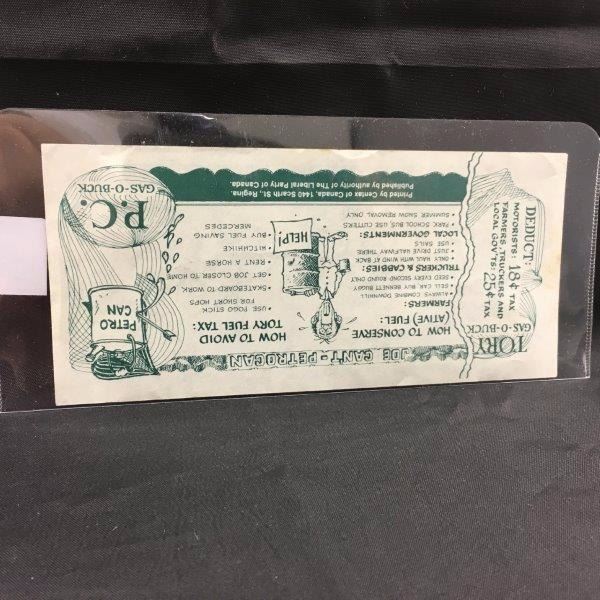 JOE CAN'T - PETROCAN
TORY
GAS-O-BUCK
DEDUCT:
MOTORISTS: 18¢ TAX
FARMERS, TRUCKERS AND
LOCAL GOV'TS: 25¢ TAX
HOW TO CONSERVE
(ATIVE) FUEL:
FARMERS:
• ALWAYS COMBINE DOWNHILL
• SELL CAR, BUY BENNETT BUGGY
• SEED EVERY SECOND ROUND
TRUCKERS & CABBIES:
• ONLY HAUL WIND AT BACK
• JUST DRIVE HALFWAY THERE
• USE SAILS
LOCAL GOVERNMENTS:
• PARK SCHOOL BUS, USE CUTTERS
• SUMMER SNOW REMOVAL ONLY
HELP!
HOW TO AVOID
TORY FUEL TAX:
• USE POGO STICK
FOR SHORT HOPS
• SKATEBOARD TO WORK
• GET JOB CLOSER TO HOME
• RENT A HORSE
• HITCHHIKE
• BUY FUEL SAVING
MERCEDES
PETRO
CAN
P.C.
GAS-O-BUCK
Printed by Centax of Canada, 1440 Scarth St., Regina.
Published by authority of The Liberal Party of Canada.